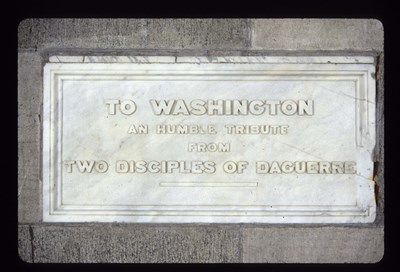 TO WASHINGTON
AN HUMBLE TRIBUTE
FROM
TWO DISCIPLES OF DAGUERRE